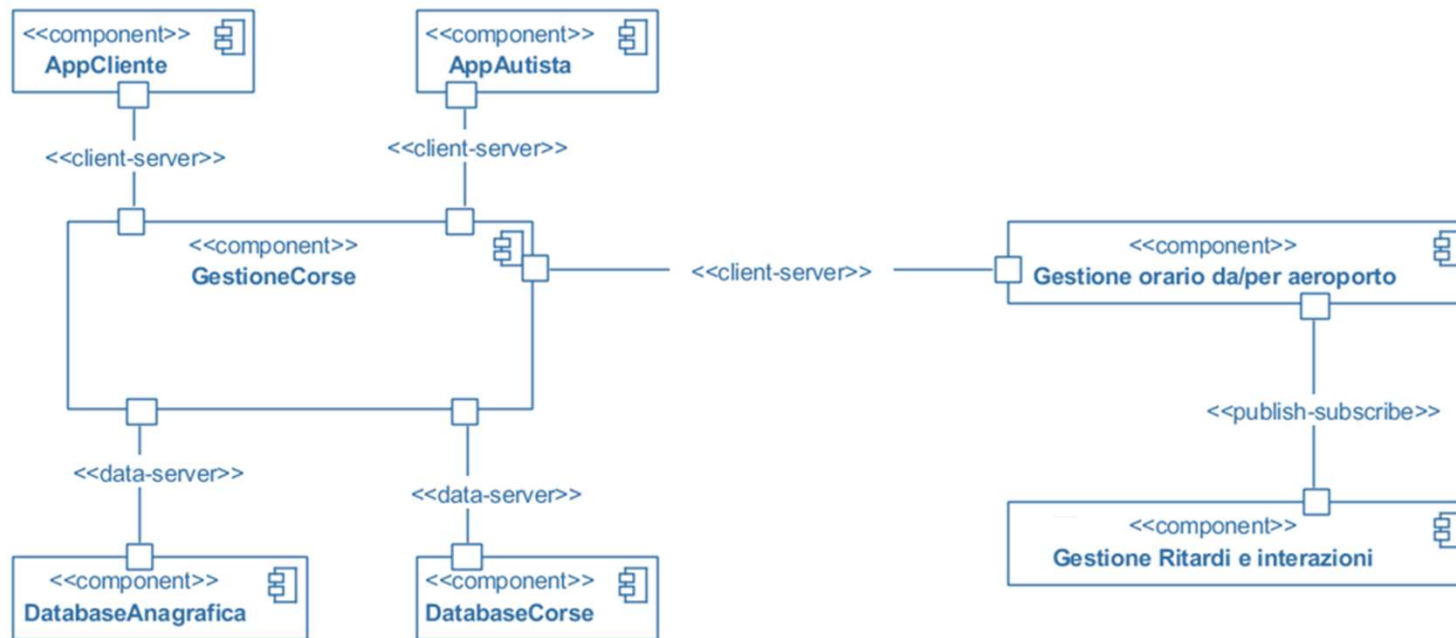 <<component>>
AppCliente
<<component>>
AppAutista
<<client-server>>
<<client-server>>
<<component>>
GestioneCorse
<<client-server>>
<<component>>
Gestione orario da/per aeroporto
<<publish-subscribe>>
<<data-server>>
<<data-server>>
<<component>>
Gestione Ritardi e interazioni
<<component>>
DatabaseAnagrafica
<<component>>
DatabaseCorse